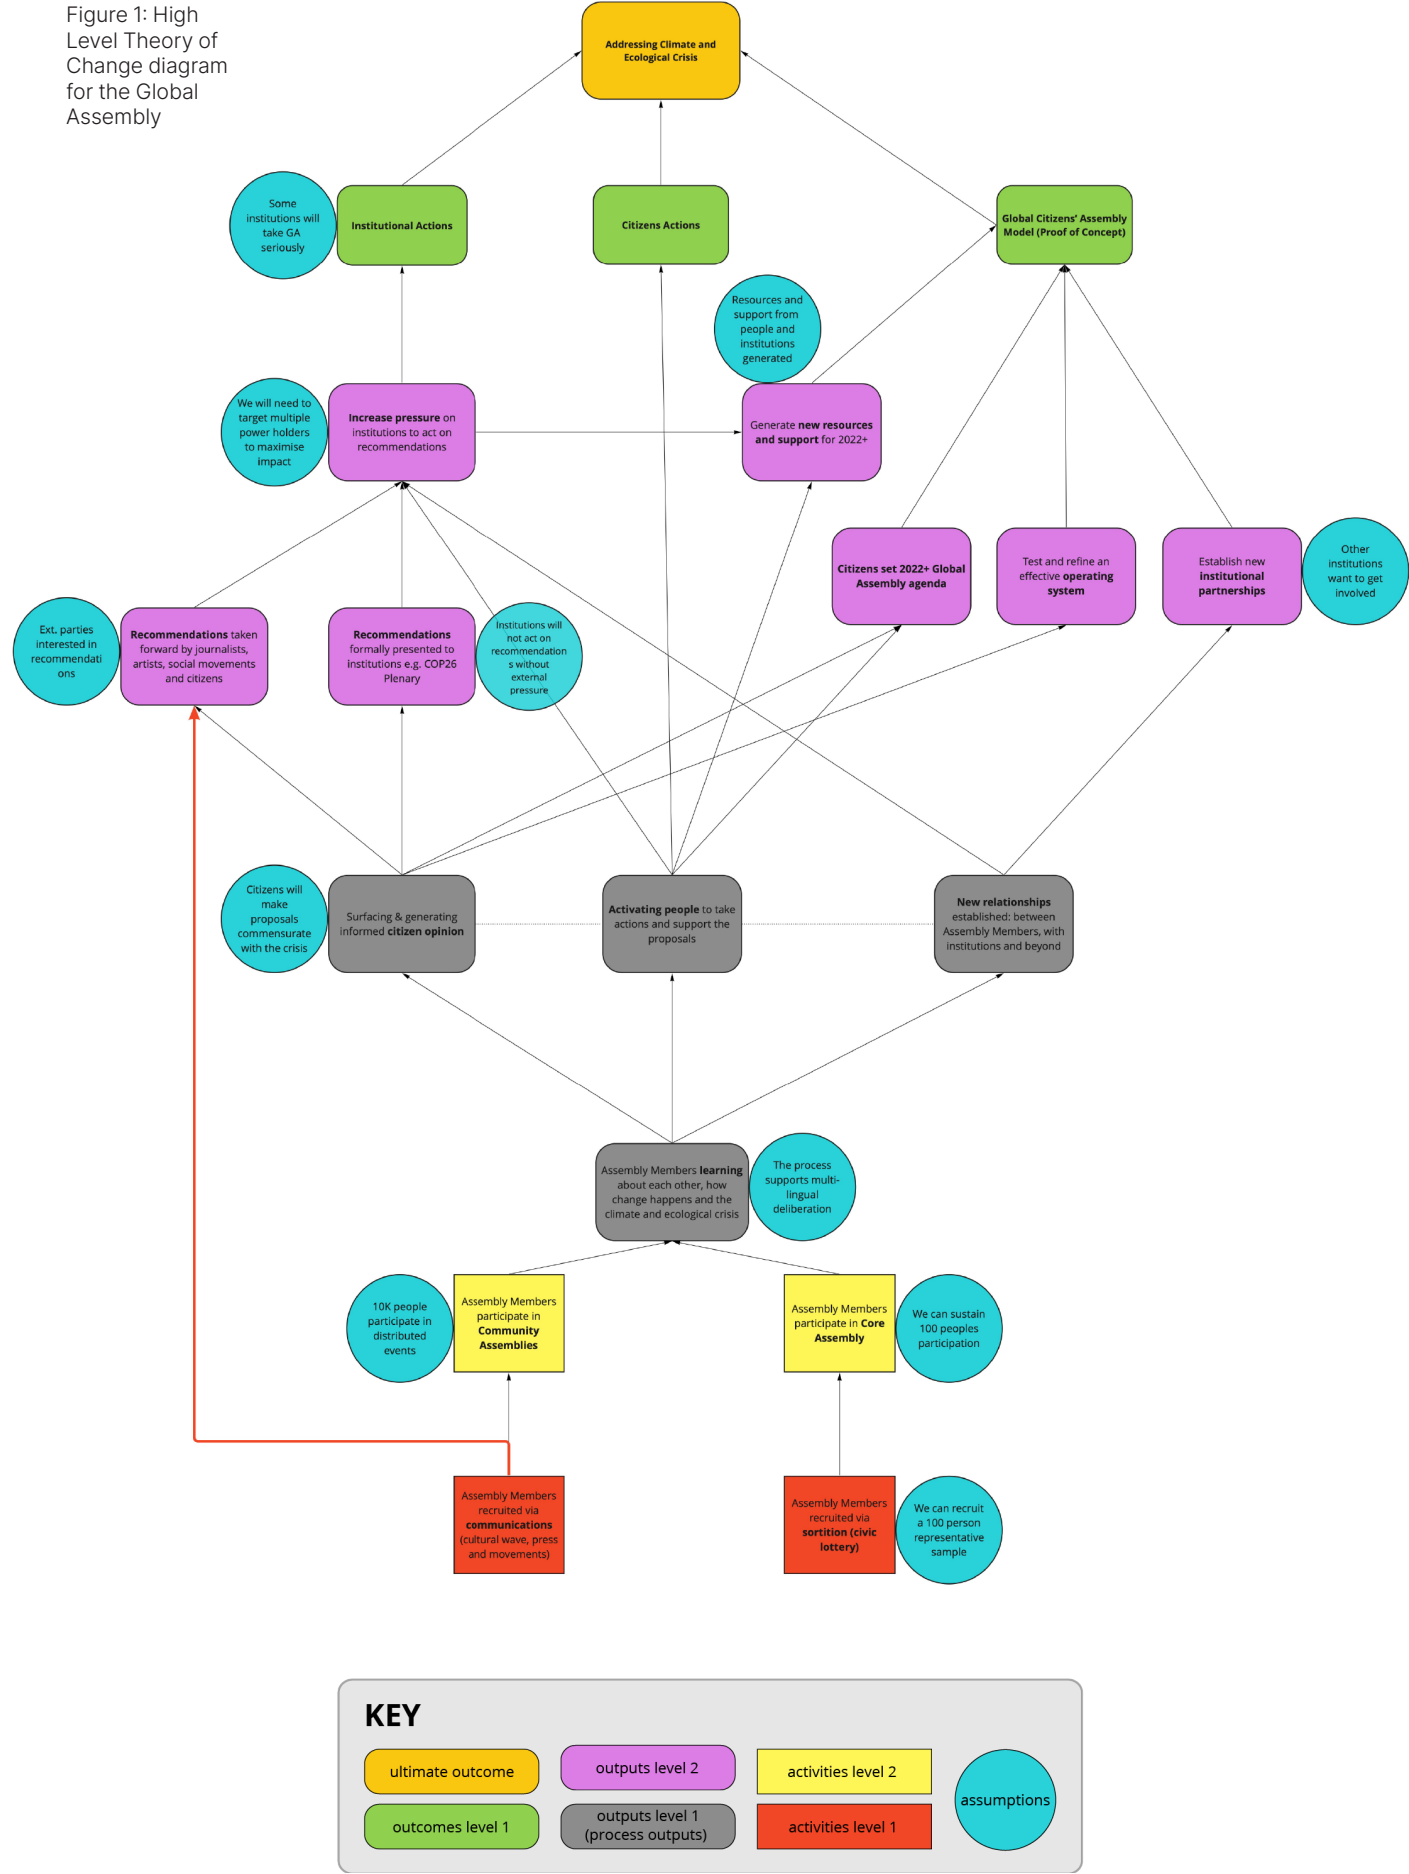 Figure 1: High
Level Theory of
Change diagram
for the Global
Assembly
Addressing Climate and
Ecological Crisis
Some
institutions will
take GA
seriously
Institutional Actions
Citizens Actions
Global Citizens’ Assembly
Model (Proof of Concept)
Resources and
support from
people and
institutions
generated
We will need to
target multiple
power holders
to maximise
impact
Increase pressure on
institutions to act on
recommendations
Generate new resources
and support for 2022+
Citizens set 2022+ Global
Assembly agenda
Test and refine an
effective operating
system
Establish new
institutional
partnerships
Other
institutions
want to get
involved
Ext. parties
interested in
recommendati
ons
Recommendations taken
forward by journalists,
artists, social movements
and citizens
Recommendations
formally presented to
institutions e.g. COP26
Plenary
Institutions will
not act on
recommendation
s without
external
pressure
Citizens will
make
proposals
commensurate
with the crisis
Surfacing & generating
informed citizen opinion
Activating people to take
actions and support the
proposals
New relationships
established: between
Assembly Members, with
institutions and beyond
Assembly Members learning
about each other, how
change happens and the
climate and ecological crisis
The process
supports multi-
lingual
deliberation
10K people
participate in
distributed
events
Assembly Members
participate in
Community
Assemblies
Assembly Members
participate in Core
Assembly
We can sustain
100 peoples
participation
Assembly Members
recruited via
communications
(cultural wave, press
and movements)
Assembly Members
recruited via
sortition (civic
lottery)
We can recruit
a 100 person
representative
sample
KEY
ultimate outcome
outputs level 2
activities level 2
assumptions
outcomes level 1
outputs level 1
(process outputs)
activities level 1